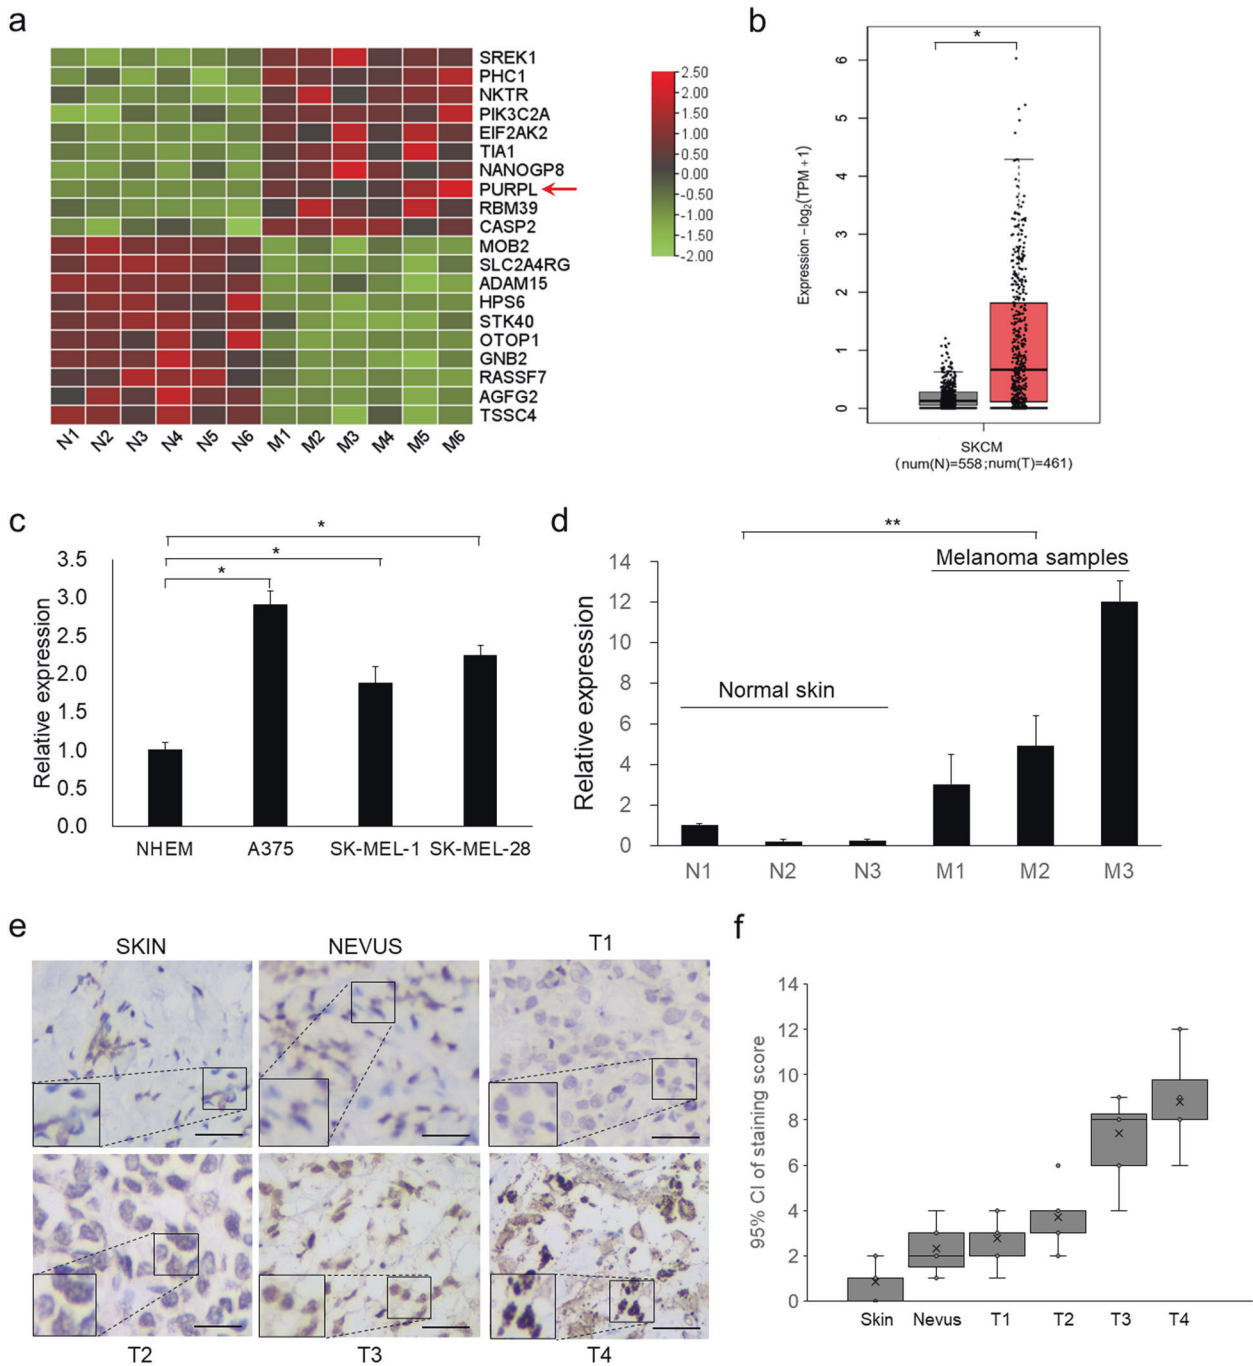 a
SREK1
PHC1
NKTR
PIK3C2A
EIF2AK2
TIA1
NANOGP8
PURPL
RBM39
CASP2
MOB2
SLC2A4RG
ADAM15
HPS6
STK40
OTOP1
GNB2
RASSF7
AGFG2
TSSC4
N1 N2 N3 N4 N5 N6 M1 M2 M3 M4 M5 M6
2.50
2.00
1.50
1.00
0.50
0.00
-0.50
-1.00
-1.50
-2.00
b
*
Expression – log2(TPM + 1)
6
5
4
3
2
1
0
SKCM
(num(N)=558;num(T)=461)
c
*
*
*
Relative expression
3.5
3.0
2.5
2.0
1.5
1.0
0.5
0.0
NHEM A375 SK-MEL-1 SK-MEL-28
d
**
Melanoma samples
Normal skin
Relative expression
14
12
10
8
6
4
2
0
N1 N2 N3 M1 M2 M3
e
SKIN NEVUS T1
T2 T3 T4
f
95% CI of staining score
14
12
10
8
6
4
2
0
Skin Nevus T1 T2 T3 T4